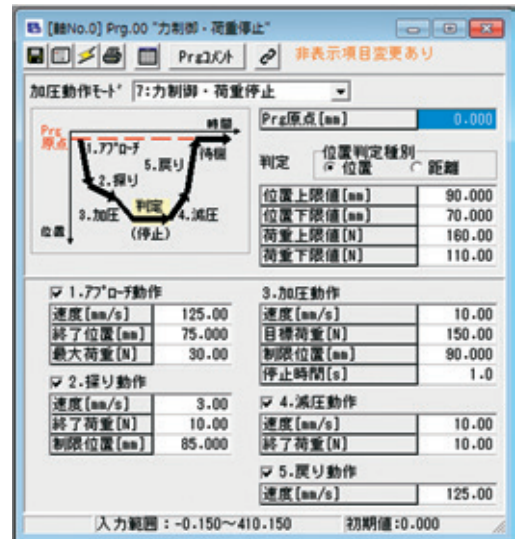 [軸No.0] Prg.00 "力制御・荷重停止"
Prgｺﾒﾝﾄ 非表示項目変更あり
加圧動作ﾓｰﾄﾞ 7:力制御・荷重停止
Prg原点
時間
1.ｱﾌﾟﾛｰﾁ
2.探り
3.加圧
判定
(停止)
4.減圧
5.戻り
待機
位置
Prg原点[mm] 0.000
判定 位置判定種別
位置 距離
位置上限値[mm] 90.000
位置下限値[mm] 70.000
荷重上限値[N] 160.00
荷重下限値[N] 110.00
1.ｱﾌﾟﾛｰﾁ動作
速度[mm/s] 125.00
終了位置[mm] 75.000
最大荷重[N] 30.00
2.探り動作
速度[mm/s] 3.00
終了荷重[N] 10.00
制限位置[mm] 85.000
3.加圧動作
速度[mm/s] 10.00
目標荷重[N] 150.00
制限位置[mm] 90.000
停止時間[s] 1.0
4.減圧動作
速度[mm/s] 10.00
終了荷重[N] 10.00
5.戻り動作
速度[mm/s] 125.00
入力範囲：-0.150～410.150 初期値:0.000